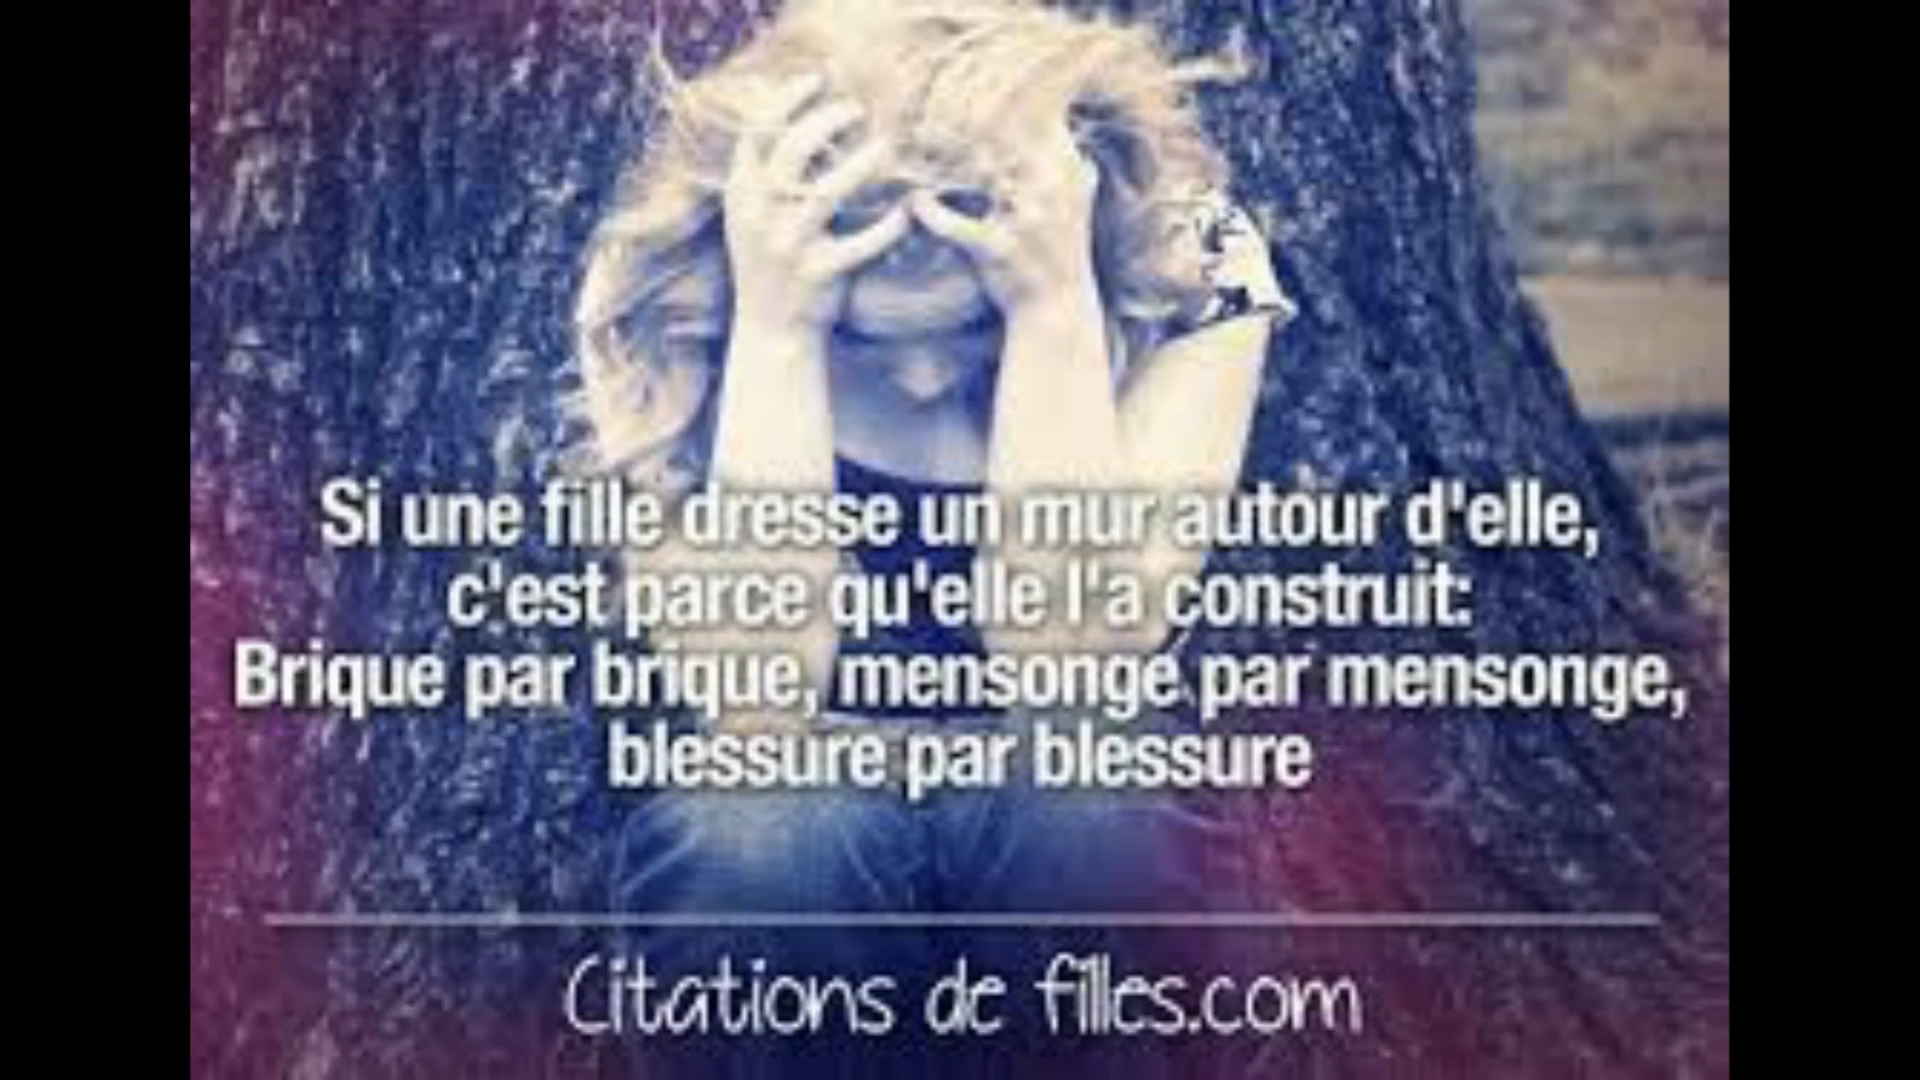 Si une fille dresse un mur autour d'elle,
c'est parce qu'elle l'a construit:
Brique par brique, mensonge par mensonge,
blessure par blessure
Citations de filles.com